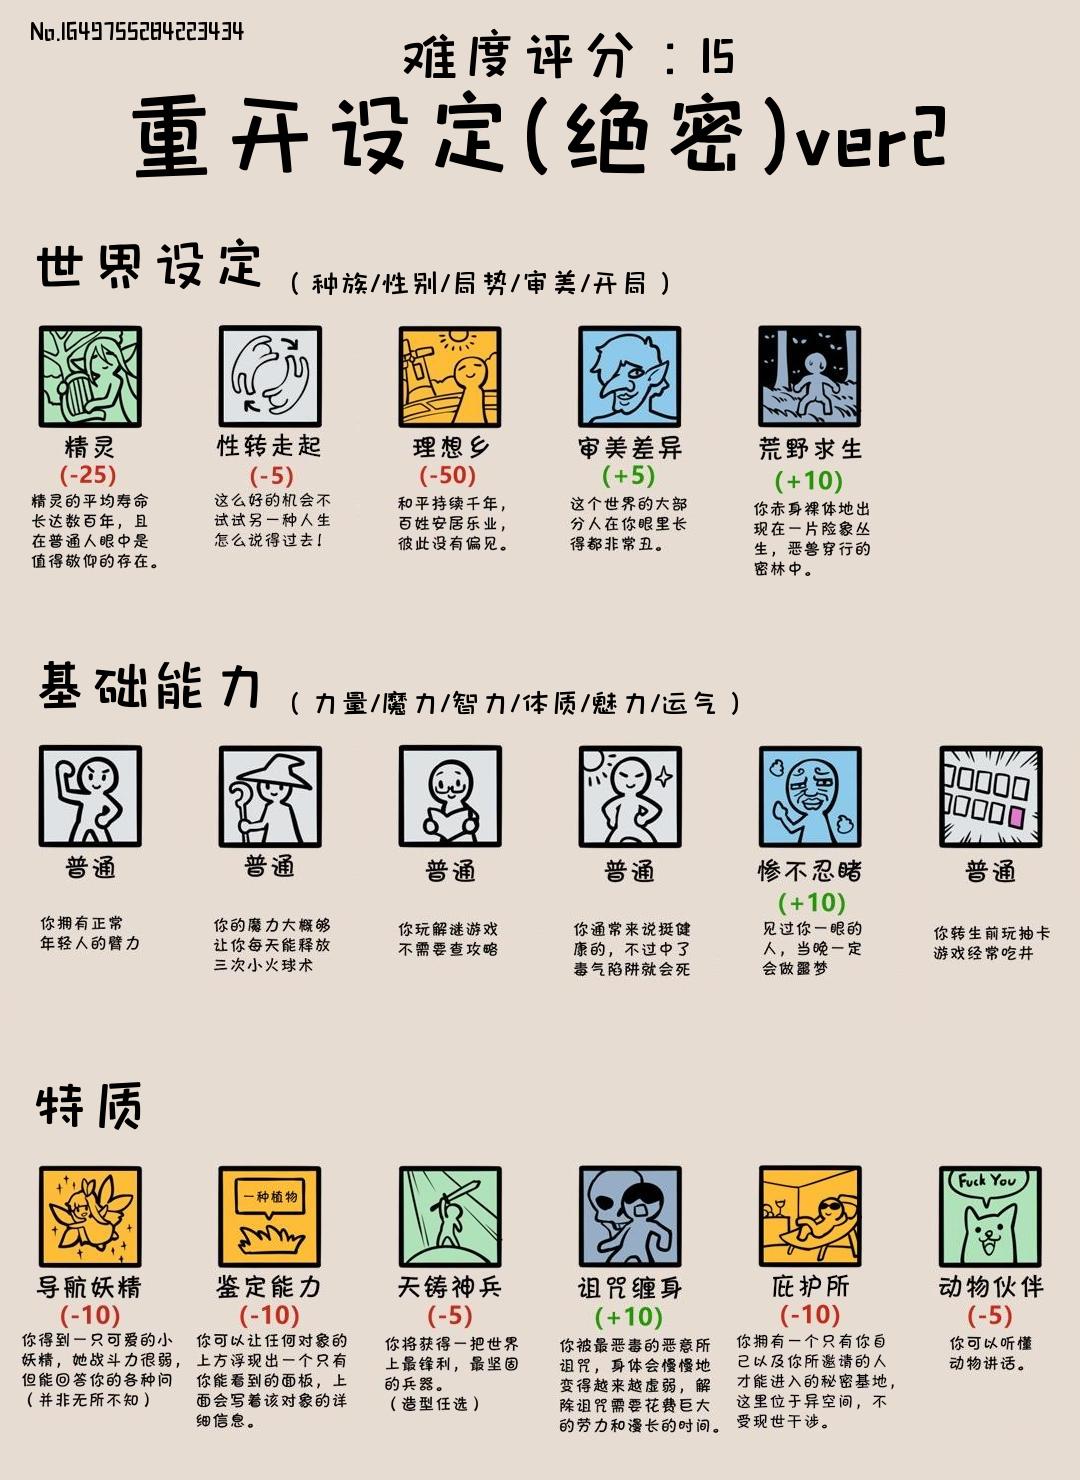 No.1649755284223434
难度评分：15
重开设定(绝密)ver2
世界设定（种族/性别/局势/审美/开局）
精灵
(-25)
精灵的平均寿命
长达数百年，且
在普通人眼中是
值得敬仰的存在。
性转走起
(-5)
这么好的机会不
试试另一种人生
怎么说得过去！
理想乡
(-50)
和平持续千年，
百姓安居乐业，
彼此没有偏见。
审美差异
(+5)
这个世界的大部
分人在你眼里长
得都非常丑。
荒野求生
(+10)
你赤身裸体地出
现在一片险象丛
生，恶兽穿行的
密林中。
基础能力（力量/魔力/智力/体质/魅力/运气）
普通
你拥有正常
年轻人的臂力
普通
你的魔力大概够
让你每天能释放
三次小火球术
普通
你玩解谜游戏
不需要查攻略
普通
你通常来说挺健
康的，不过中了
毒气陷阱就会死
惨不忍睹
(+10)
见过你一眼的
人，当晚一定
会做噩梦
普通
你转生前玩抽卡
游戏经常吃井
特质
导航妖精
(-10)
你得到一只可爱的小
妖精，她战斗力很弱，
但能回答你的各种问
（并非无所不知）
一种植物
鉴定能力
(-10)
你可以让任何对象的
上方浮现出一个只有
你能看到的面板，上
面会写着该对象的详
细信息。
天铸神兵
(-5)
你将获得一把世界
上最锋利，最坚固
的兵器。
（造型任选）
诅咒缠身
(+10)
你被最恶毒的恶意所
诅咒，身体会慢慢地
变得越来越虚弱，解
除诅咒需要花费巨大
的劳力和漫长的时间。
庇护所
(-10)
你拥有一个只有你自
己以及你所邀请的人
才能进入的秘密基地，
这里位于异空间，不
受现世干涉。
Fuck You
动物伙伴
(-5)
你可以听懂
动物讲话。